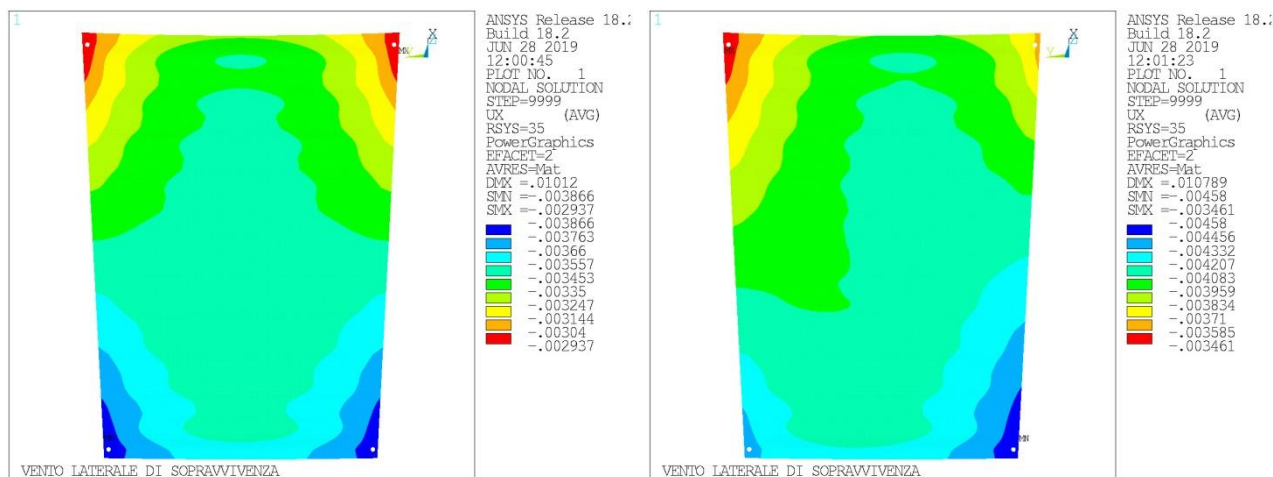 1
ANSYS Release 18.2
Build 18.2
JUN 28 2019
12:00:45
PLOT NO. 1
NODAL SOLUTION
STEP=9999
UX (AVG)
RSYS=35
PowerGraphics
EFACET=2
AVRES=Mat
DMX =.01012
SMN =-.003866
SMX =-.002937
-.003866
-.003763
-.00366
-.003557
-.003453
-.00335
-.003247
-.003144
-.00304
-.002937
X
Y
Z
MX
VENTO LATERALE DI SOPRAVVIVENZA
1
ANSYS Release 18.2
Build 18.2
JUN 28 2019
12:01:23
PLOT NO. 1
NODAL SOLUTION
STEP=9999
UX (AVG)
RSYS=35
PowerGraphics
EFACET=2
AVRES=Mat
DMX =.010789
SMN =-.00458
SMX =-.003461
-.00458
-.004456
-.004332
-.004207
-.004083
-.003959
-.003834
-.00371
-.003585
-.003461
X
Y
Z
MX
MN
VENTO LATERALE DI SOPRAVVIVENZA